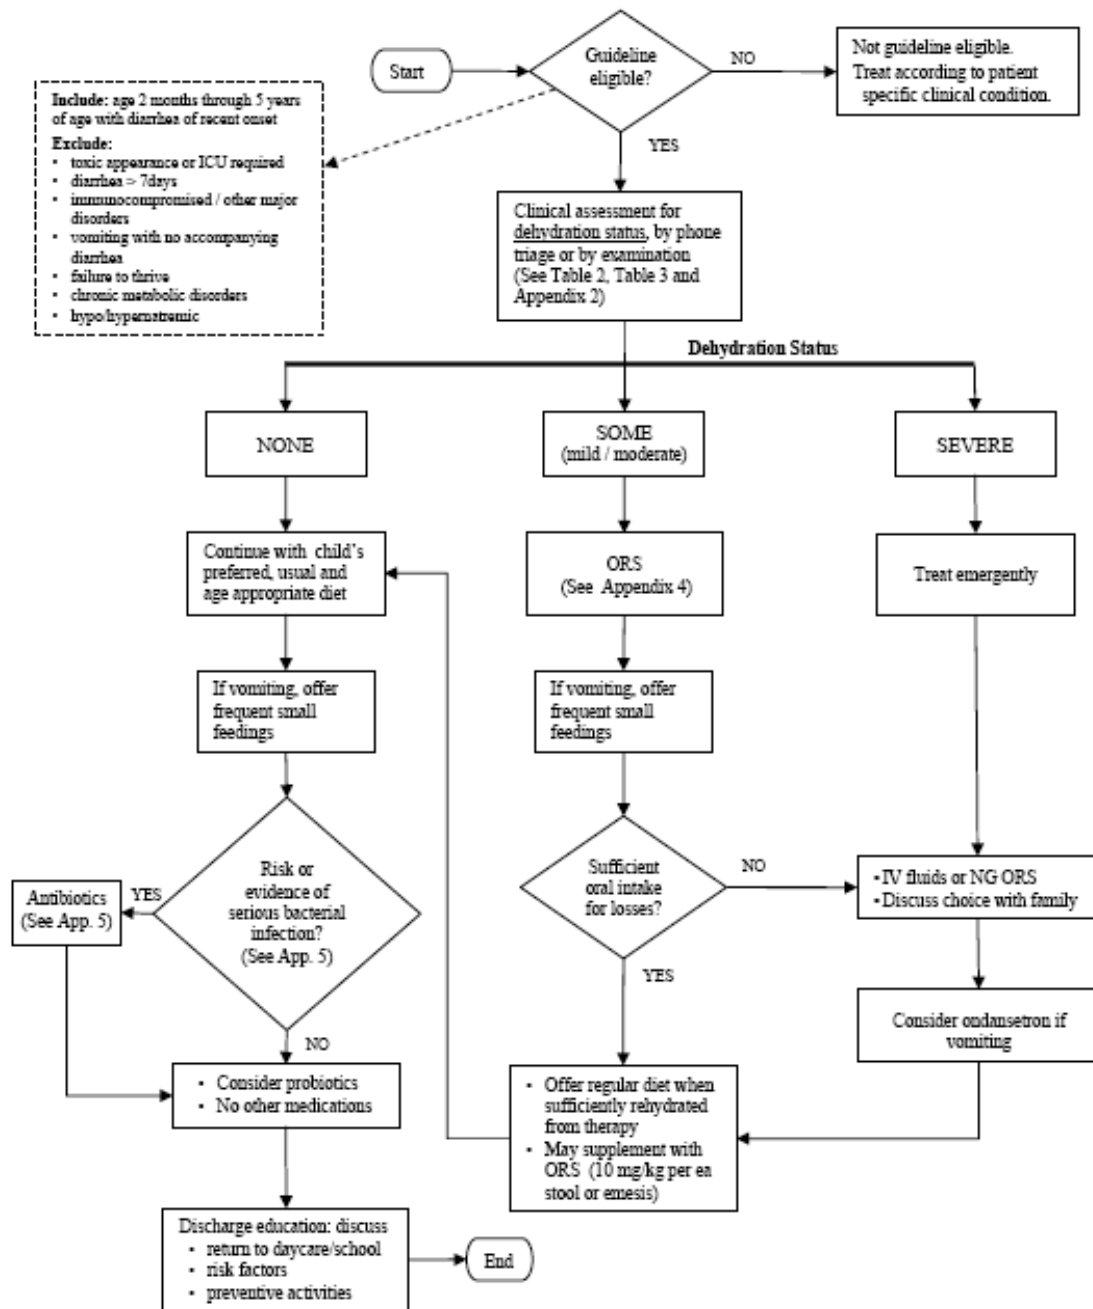 Start
Guideline
eligible?
NO
Not guideline eligible.
Treat according to patient
specific clinical condition.
Include: age 2 months through 5 years
of age with diarrhea of recent onset
Exclude:
• toxic appearance or ICU required
• diarrhea > 7days
• immunocompromised / other major
disorders
• vomiting with no accompanying
diarrhea
• failure to thrive
• chronic metabolic disorders
• hypo/hypernatremic
YES
Clinical assessment for
dehydration status, by phone
triage or by examination
(See Table 2, Table 3 and
Appendix 2)
Dehydration Status
NONE
SOME
(mild / moderate)
SEVERE
Continue with child's
preferred, usual and
age appropriate diet
ORS
(See Appendix 4)
Treat emergently
If vomiting, offer
frequent small
feedings
If vomiting, offer
frequent small
feedings
Risk or
evidence of
serious bacterial
infection?
(See App. 5)
YES
Antibiotics
(See App. 5)
Sufficient
oral intake
for losses?
NO
• IV fluids or NG ORS
• Discuss choice with family
YES
Consider ondansetron if
vomiting
NO
• Consider probiotics
• No other medications
• Offer regular diet when
sufficiently rehydrated
from therapy
• May supplement with
ORS (10 mg/kg per ea
stool or emesis)
Discharge education: discuss
• return to daycare/school
• risk factors
• preventive activities
End